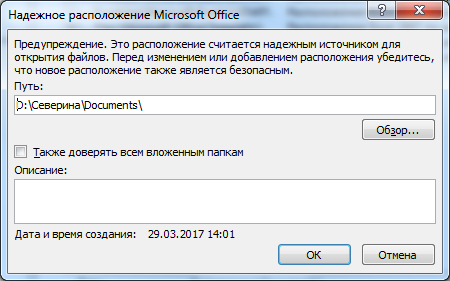 Надежное расположение Microsoft Office
Предупреждение. Это расположение считается надежным источником для
открытия файлов. Перед изменением или добавлением расположения убедитесь,
что новое расположение также является безопасным.
Путь:
D:\Северина\Documents\
Обзор...
Также доверять всем вложенным папкам
Описание:
Дата и время создания: 29.03.2017 14:01
ОК
Отмена